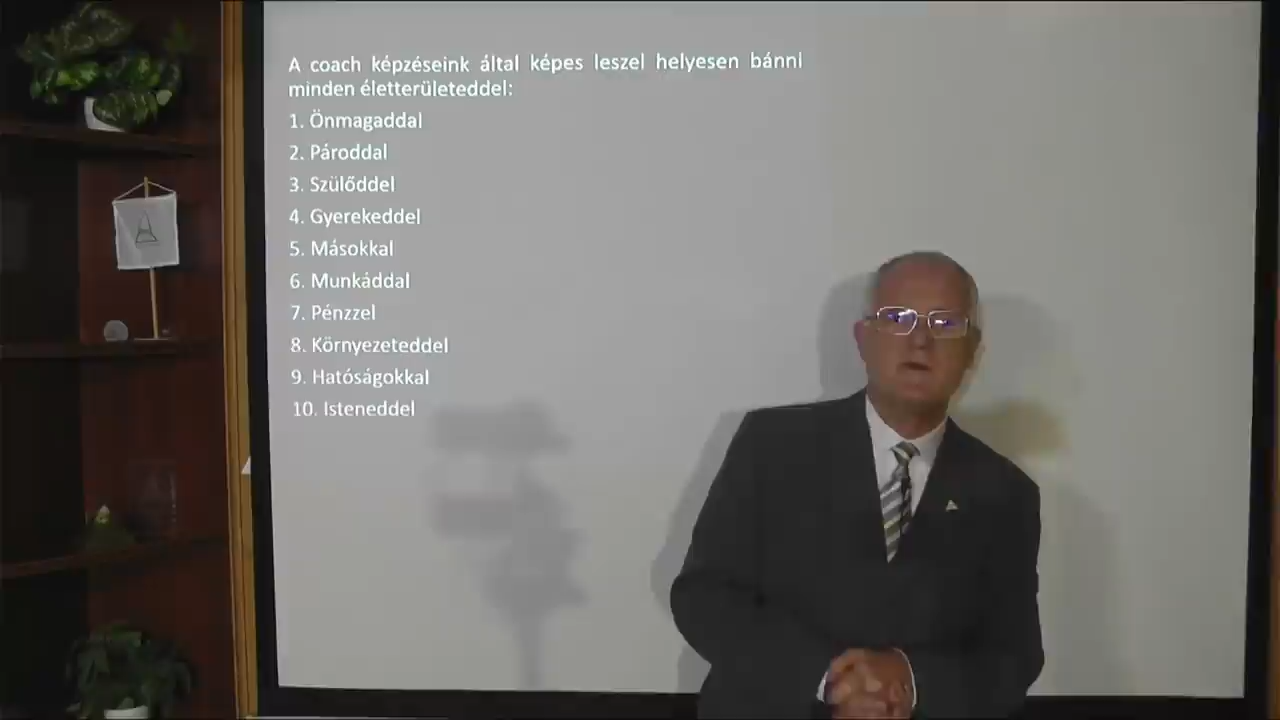 A coach képzéseink által képes leszel helyesen bánni
minden életterületeddel:
1. Önmagaddal
2. Pároddal
3. Szülőddel
4. Gyerekeddel
5. Másokkal
6. Munkáddal
7. Pénzzel
8. Környezeteddel
9. Hatóságokkal
10. Isteneddel